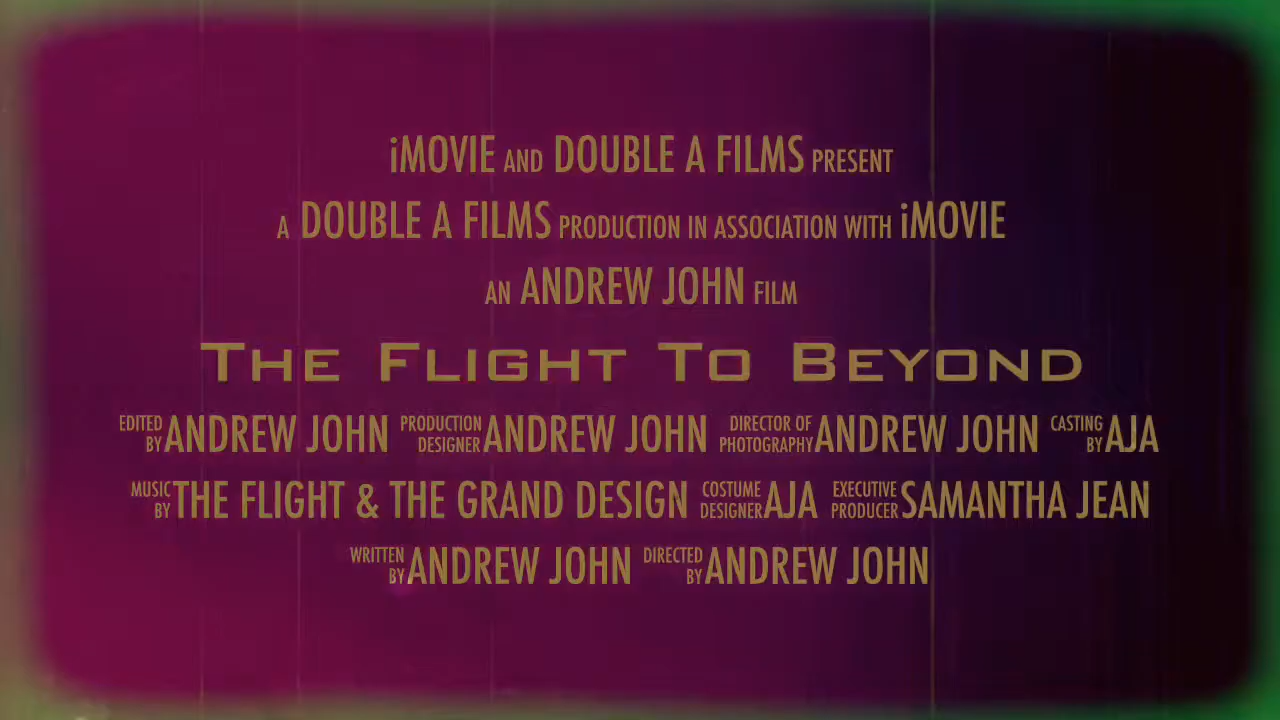 iMOVIE AND DOUBLE A FILMS PRESENT
A DOUBLE A FILMS PRODUCTION IN ASSOCIATION WITH iMOVIE
AN ANDREW JOHN FILM
THE FLIGHT TO BEYOND
EDITED BY ANDREW JOHN PRODUCTION DESIGNER ANDREW JOHN DIRECTOR OF PHOTOGRAPHY ANDREW JOHN CASTING BY AJA
MUSIC BY THE FLIGHT & THE GRAND DESIGN COSTUME DESIGNER AJA EXECUTIVE PRODUCER SAMANTHA JEAN
WRITTEN BY ANDREW JOHN DIRECTED BY ANDREW JOHN